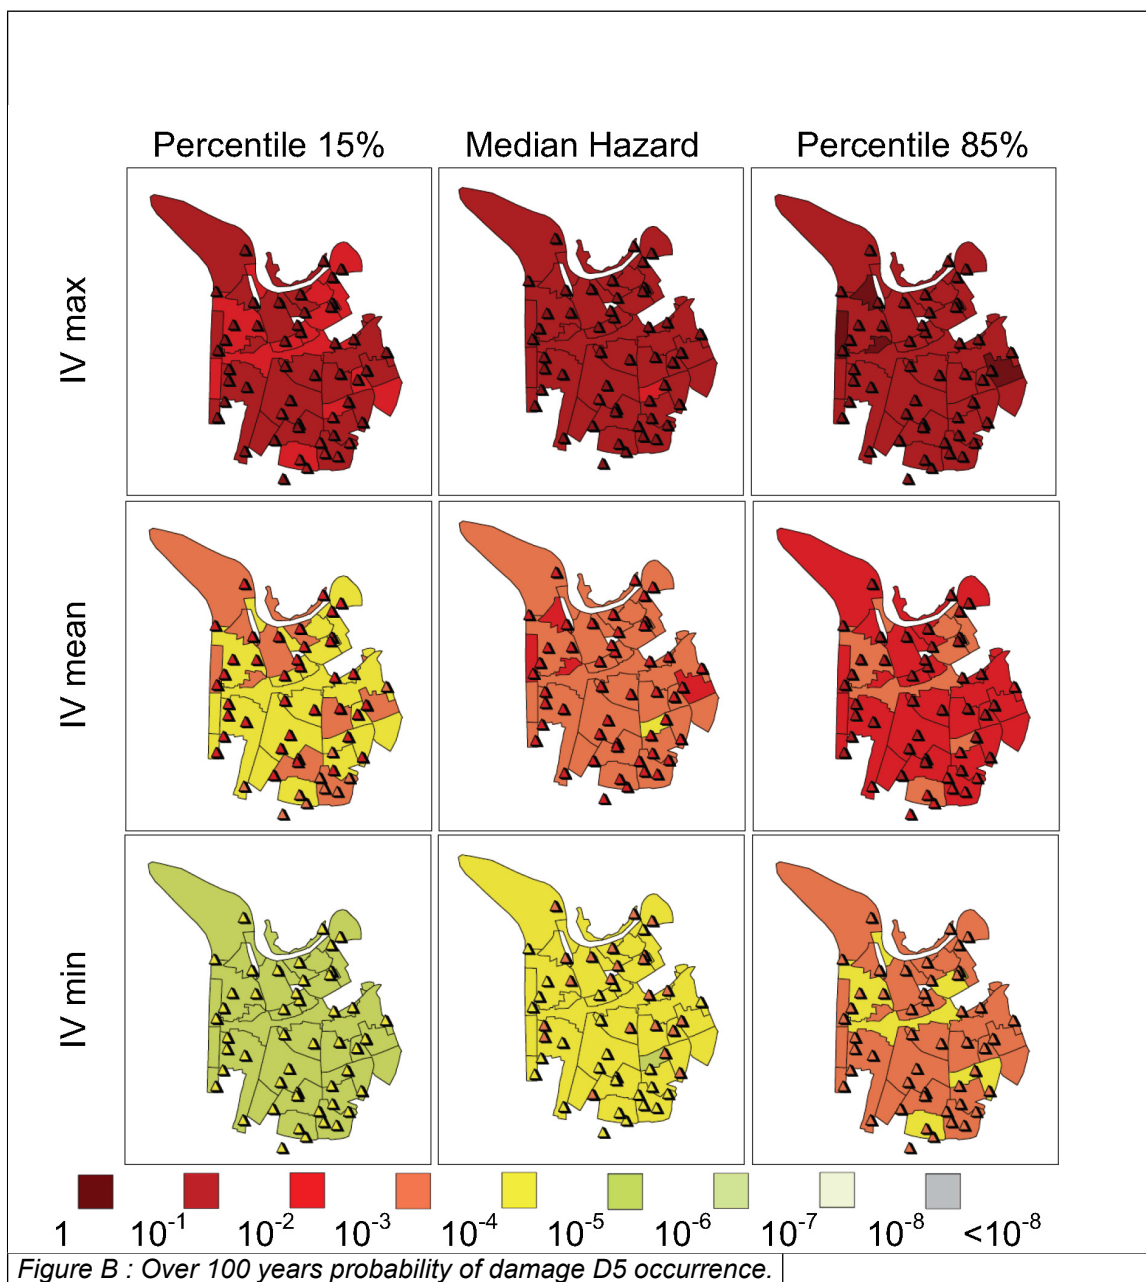 Percentile 15% Median Hazard Percentile 85%
IV max
IV mean
IV min
1 10⁻¹ 10⁻² 10⁻³ 10⁻⁴ 10⁻⁵ 10⁻⁶ 10⁻⁷ 10⁻⁸ <10⁻⁸
Figure B : Over 100 years probability of damage D5 occurrence.